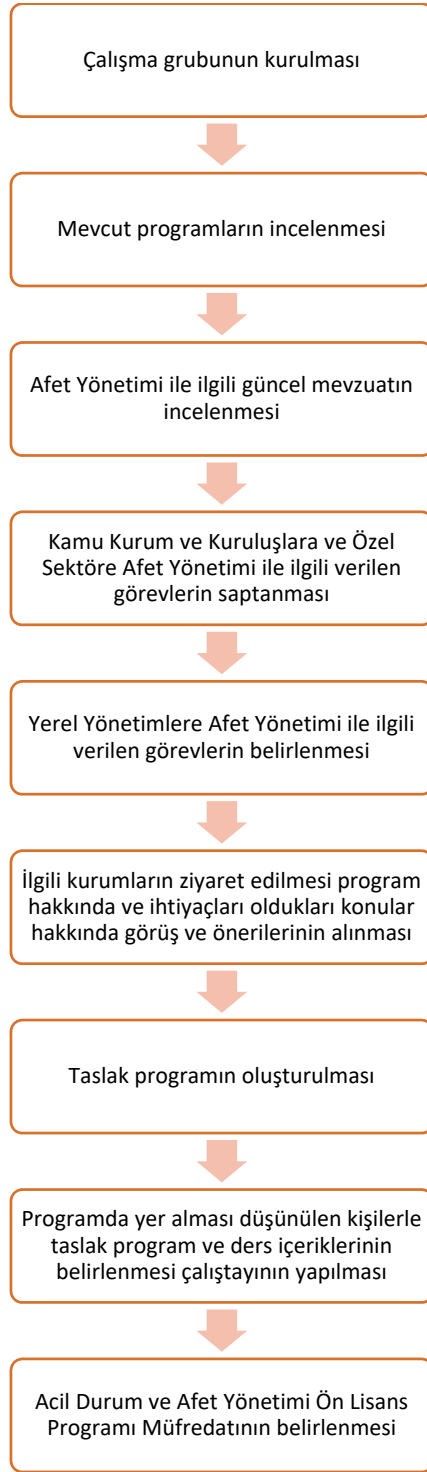 Çalışma grubunun kurulması
Mevcut programların incelenmesi
Afet Yönetimi ile ilgili güncel mevzuatın
incelenmesi
Kamu Kurum ve Kuruluşlara ve Özel
Sektöre Afet Yönetimi ile ilgili verilen
görevlerin saptanması
Yerel Yönetimlere Afet Yönetimi ile ilgili
verilen görevlerin belirlenmesi
İlgili kurumların ziyaret edilmesi program
hakkında ve ihtiyaçları oldukları konular
hakkında görüş ve önerilerinin alınması
Taslak programın oluşturulması
Programda yer alması düşünülen kişilerle
taslak program ve ders içeriklerinin
belirlenmesi çalıştayının yapılması
Acil Durum ve Afet Yönetimi Ön Lisans
Programı Müfredatının belirlenmesi